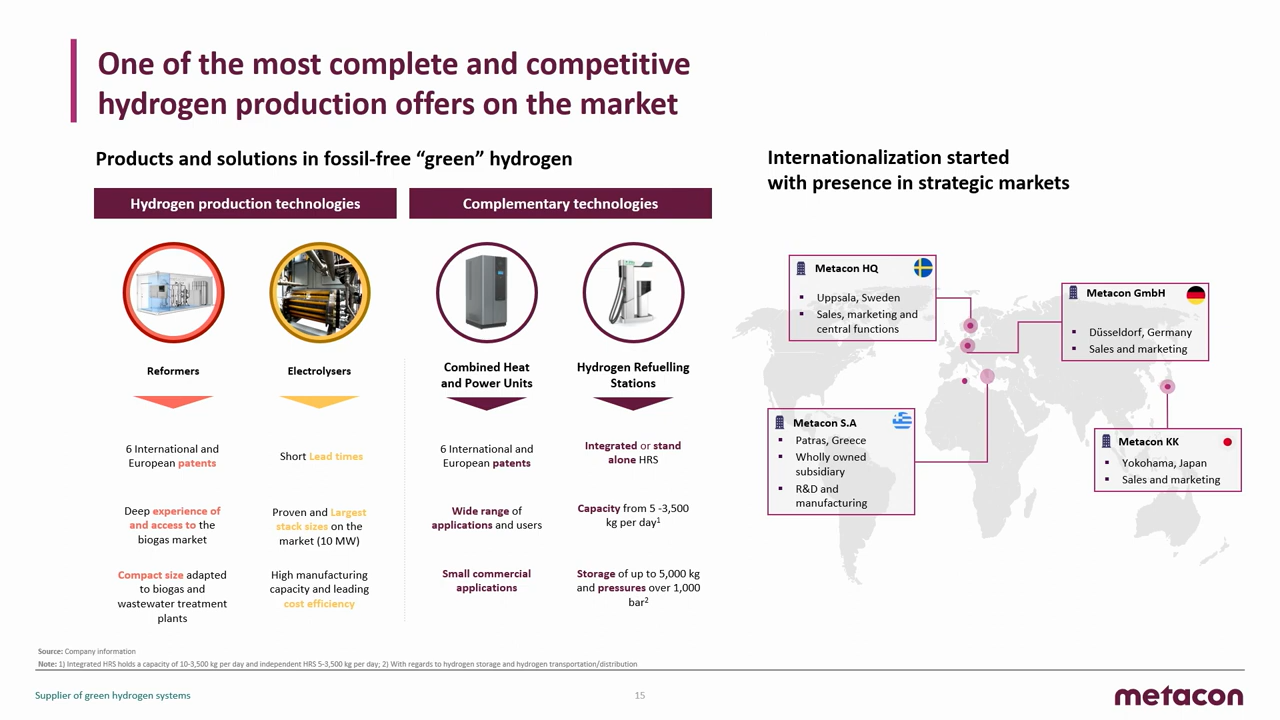 One of the most complete and competitive
hydrogen production offers on the market
Products and solutions in fossil-free “green” hydrogen
Hydrogen production technologies
Complementary technologies
Reformers
Electrolysers
Combined Heat
and Power Units
Hydrogen Refuelling
Stations
6 International and
European patents
Short Lead times
6 International and
European patents
Integrated or stand
alone HRS
Deep experience of
and access to the
biogas market
Proven and Largest
stack sizes on the
market (10 MW)
Wide range of
applications and users
Capacity from 5 -3,500
kg per day1
Compact size adapted
to biogas and
wastewater treatment
plants
High manufacturing
capacity and leading
cost efficiency
Small commercial
applications
Storage of up to 5,000 kg
and pressures over 1,000
bar2
Internationalization started
with presence in strategic markets
Metacon HQ
▪ Uppsala, Sweden
▪ Sales, marketing and
central functions
Metacon GmbH
▪ Düsseldorf, Germany
▪ Sales and marketing
Metacon S.A
▪ Patras, Greece
▪ Wholly owned
subsidiary
▪ R&D and
manufacturing
Metacon KK
▪ Yokohama, Japan
▪ Sales and marketing
Source: Company information
Note: 1) Integrated HRS holds a capacity of 10-3,500 kg per day and independent HRS 5-3,500 kg per day; 2) With regards to hydrogen storage and hydrogen transportation/distribution
Supplier of green hydrogen systems
15
metacon